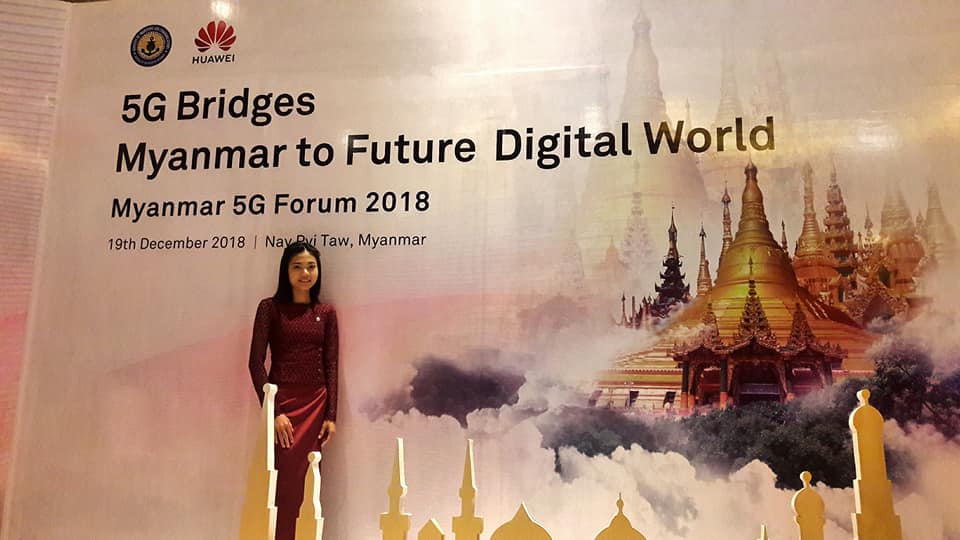 HUAWEI
5G Bridges
Myanmar to Future Digital World
Myanmar 5G Forum 2018
19th December 2018 | Nay Pyi Taw, Myanmar